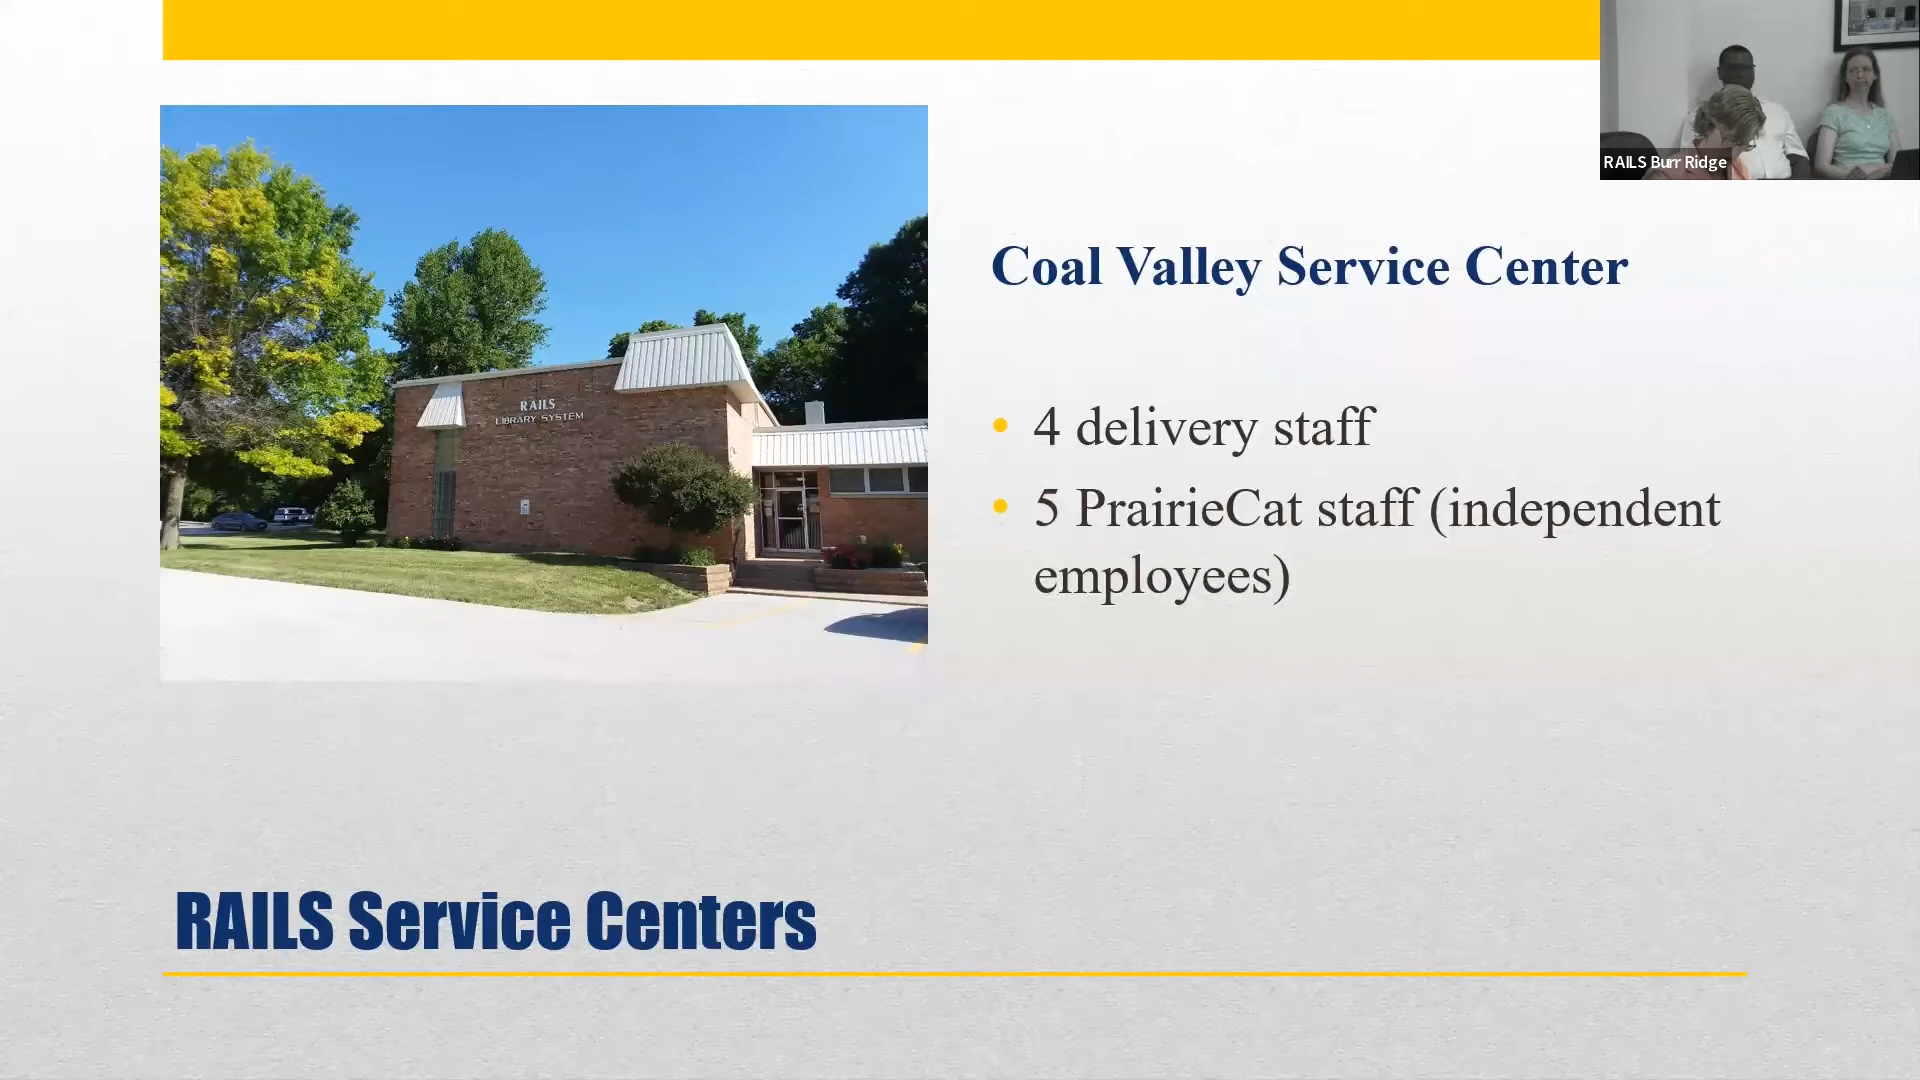 RAILS Burr Ridge
RAILS
LIBRARY SYSTEM
Coal Valley Service Center
• 4 delivery staff
• 5 PrairieCat staff (independent
employees)
RAILS Service Centers